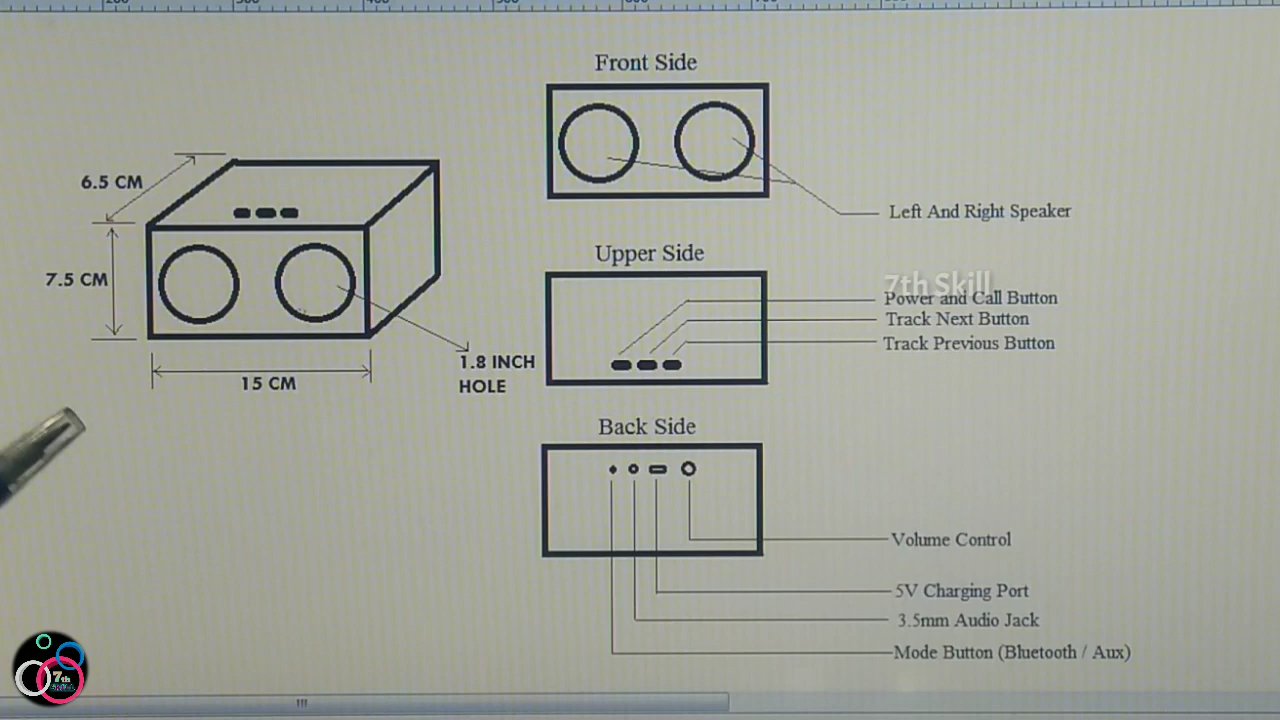 Front Side
6.5 CM
7.5 CM
15 CM
1.8 INCH
HOLE
Left And Right Speaker
Upper Side
7th Skill
Power and Call Button
Track Next Button
Track Previous Button
Back Side
Volume Control
5V Charging Port
3.5mm Audio Jack
Mode Button (Bluetooth / Aux)
7th
Skill